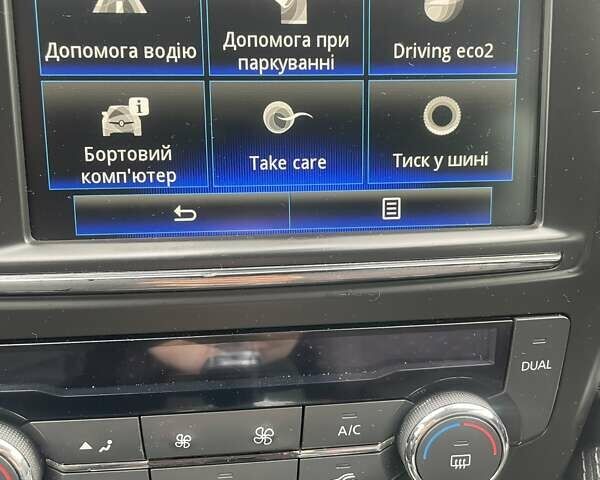 Допомога водію
Допомога при
паркуванні
Driving eco2
Бортовий
комп'ютер
Take care
Тиск у шині
DUAL
A/C